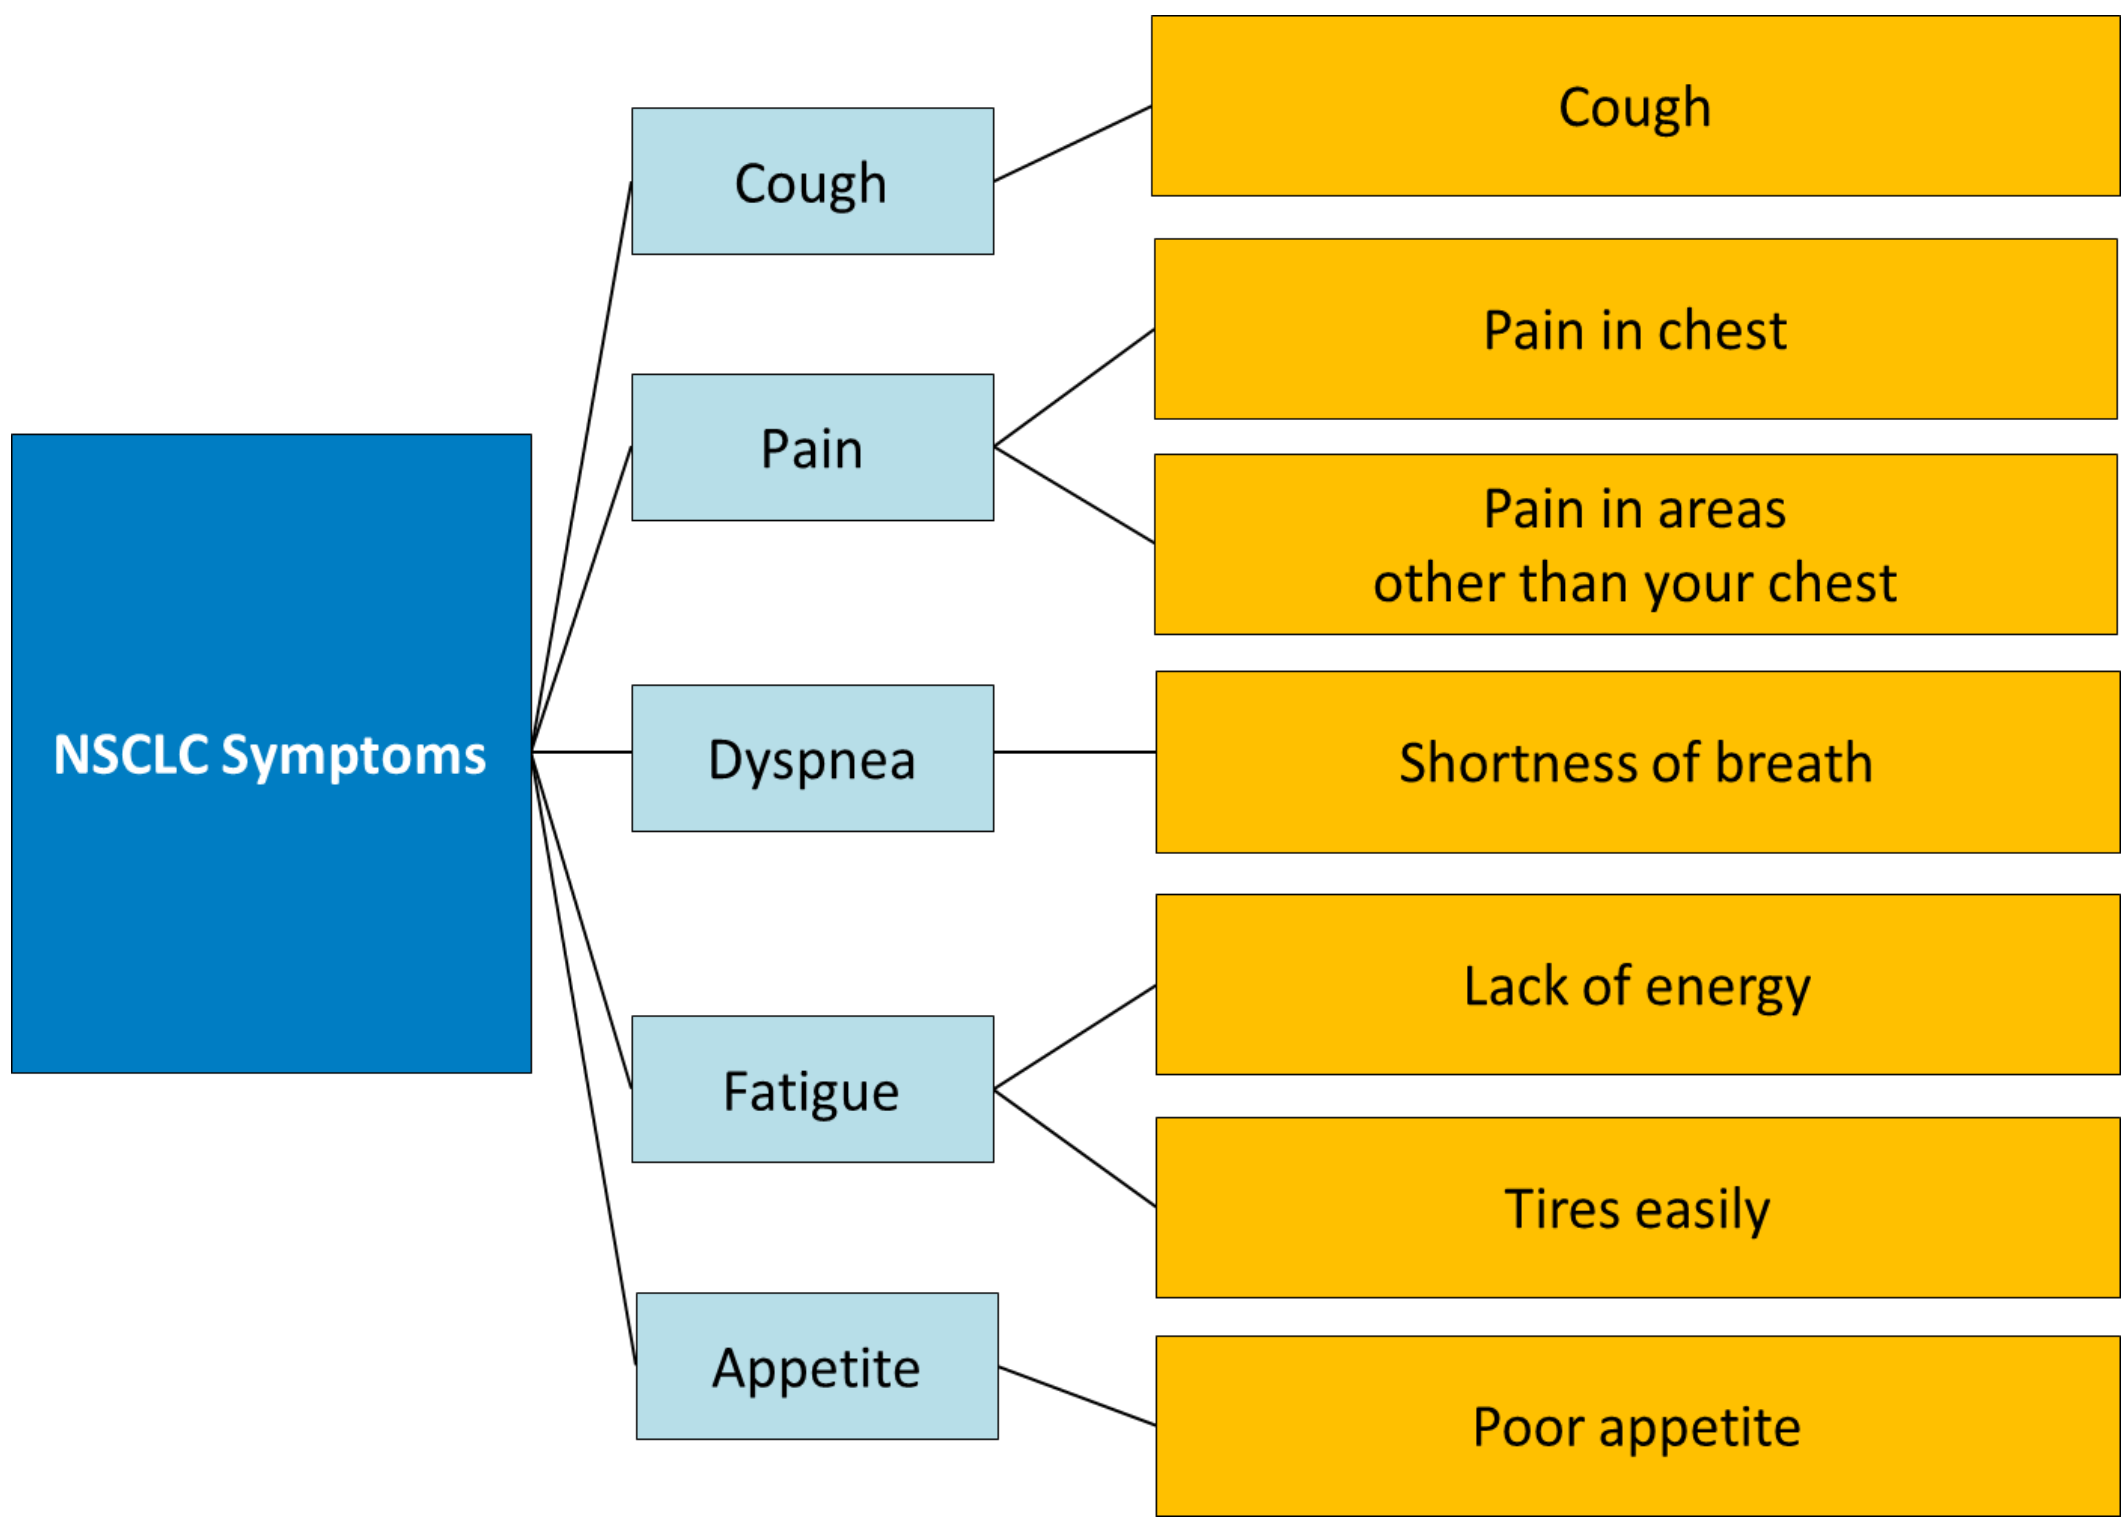 NSCLC Symptoms
Cough
Pain
Dyspnea
Fatigue
Appetite
Cough
Pain in chest
Pain in areas
other than your chest
Shortness of breath
Lack of energy
Tires easily
Poor appetite